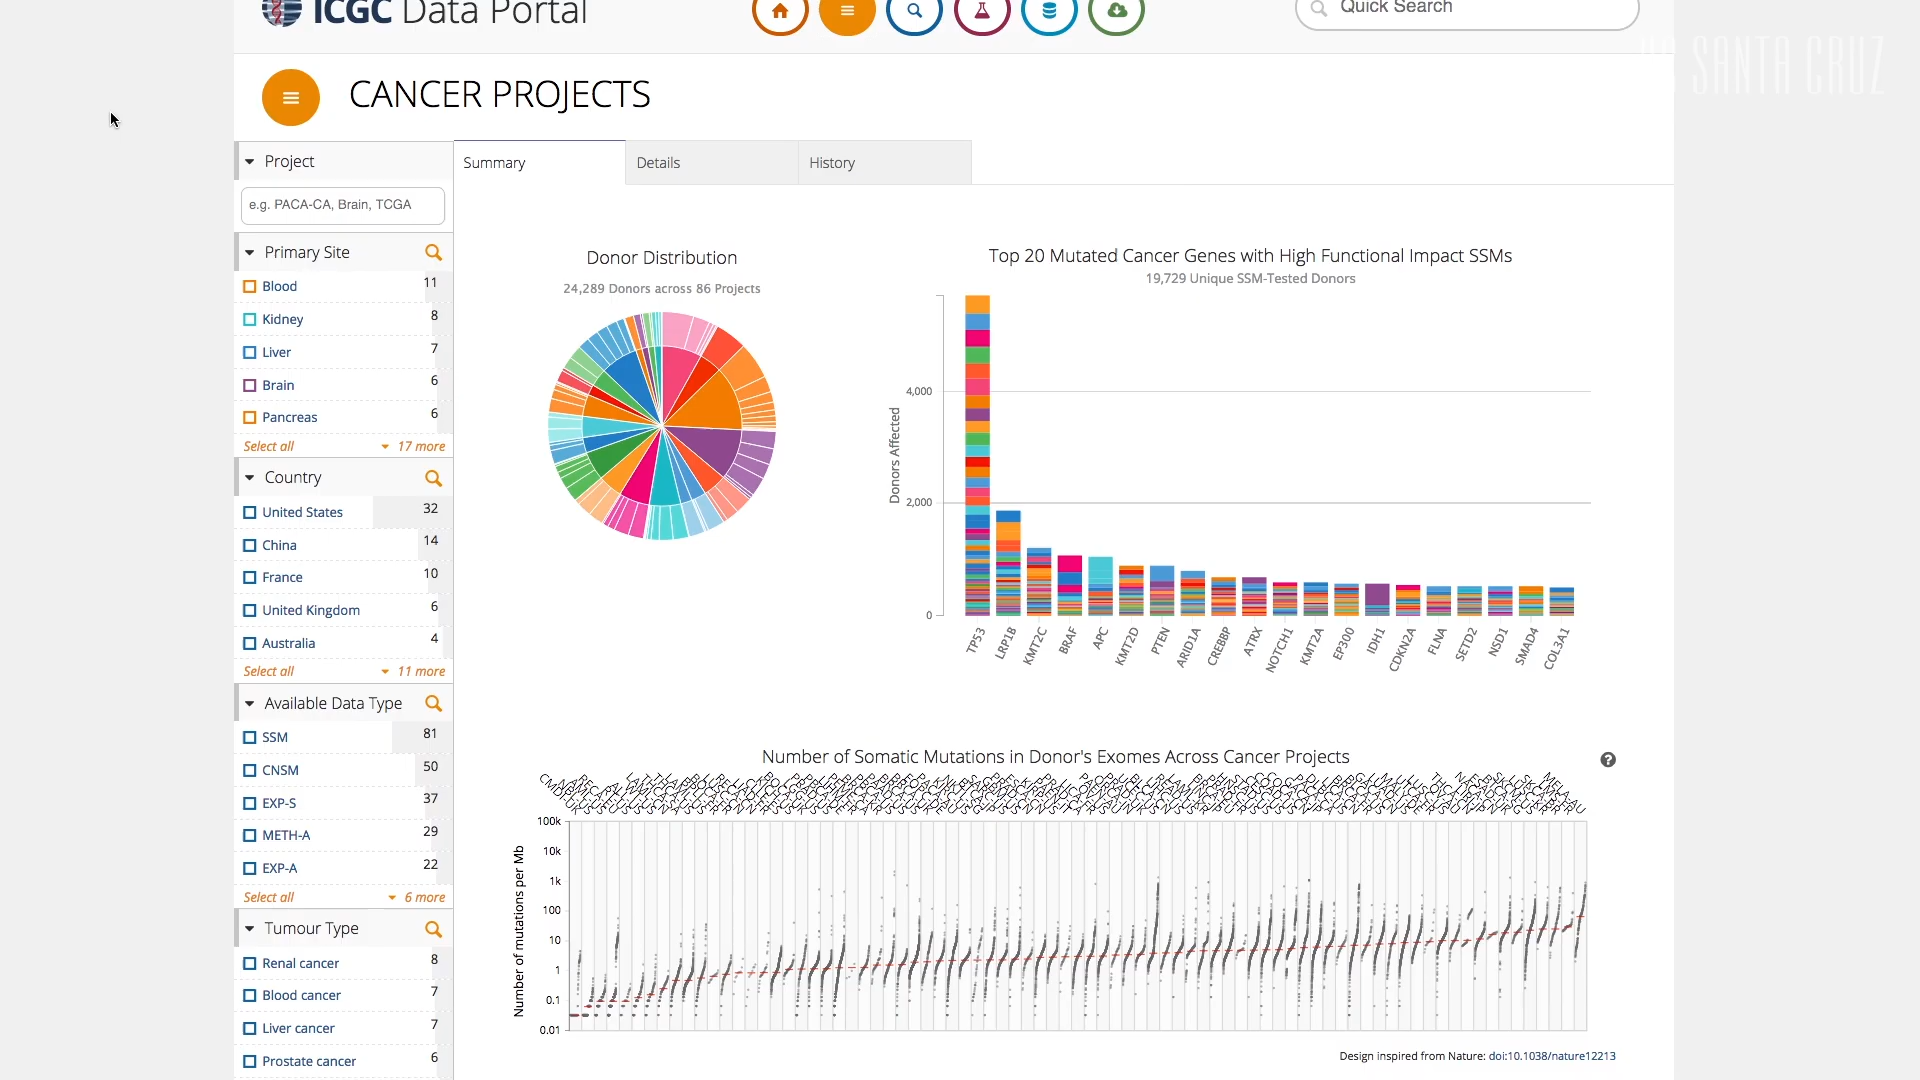 ICGC Data Portal
Quick Search
SANTA CRUZ
CANCER PROJECTS
Project
e.g. PACA-CA, Brain, TCGA
Primary Site
Blood 11
Kidney 8
Liver 7
Brain 6
Pancreas 6
Select all 17 more
Country
United States 32
China 14
France 10
United Kingdom 6
Australia 4
Select all 11 more
Available Data Type
SSM 81
CNSM 50
EXP-S 37
METH-A 29
EXP-A 22
Select all 6 more
Tumour Type
Renal cancer 8
Blood cancer 7
Liver cancer 7
Prostate cancer 6
Summary Details History
Donor Distribution
24,289 Donors across 86 Projects
Top 20 Mutated Cancer Genes with High Functional Impact SSMs
19,729 Unique SSM-Tested Donors
Donors Affected
4,000
2,000
0
TP53 LRP1B KMT2C BRAF APC KMT2D PTEN ARID1A CREBBP ATRX NOTCH1 KMT2A EP300 IDH1 CDKN2A FLNA SETD2 NSD1 SMAD4 COL3A1
Number of Somatic Mutations in Donor's Exomes Across Cancer Projects
?
Number of mutations per Mb
100k
10k
1k
100
10
1
0.1
0.01
Design inspired from Nature: doi:10.1038/nature12213